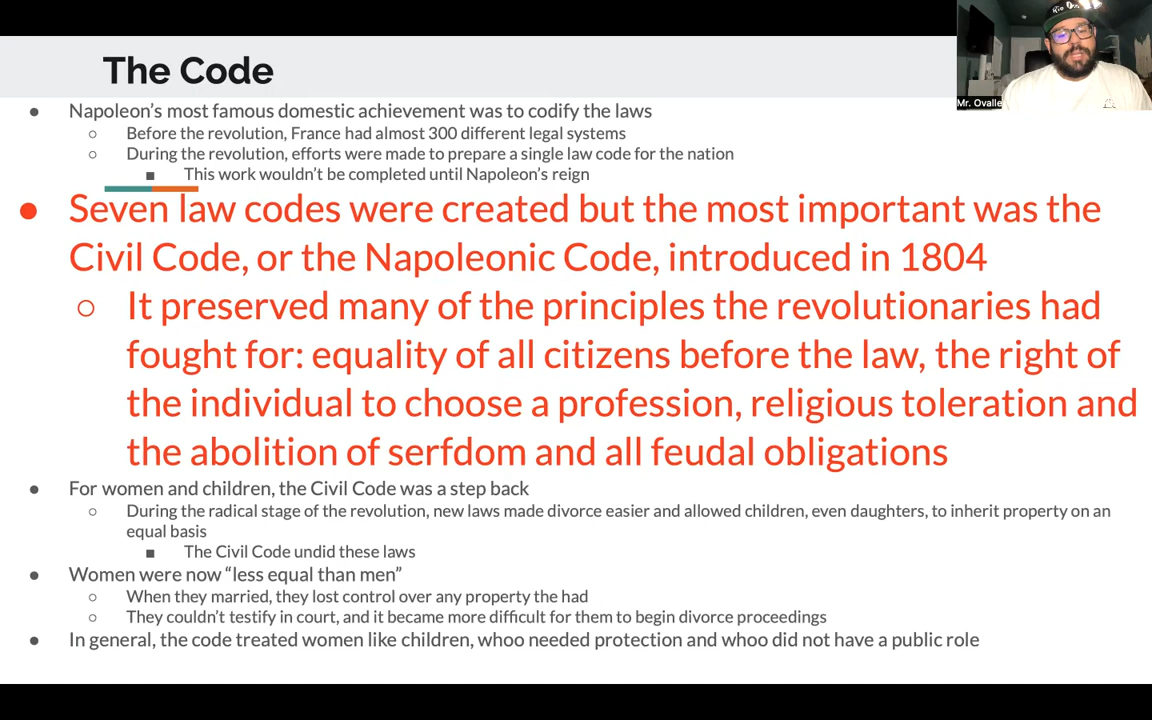 The Code
Mr. Ovalle
● Napoleon's most famous domestic achievement was to codify the laws
○ Before the revolution, France had almost 300 different legal systems
○ During the revolution, efforts were made to prepare a single law code for the nation
■ This work wouldn't be completed until Napoleon's reign
● Seven law codes were created but the most important was the
Civil Code, or the Napoleonic Code, introduced in 1804
○ It preserved many of the principles the revolutionaries had
fought for: equality of all citizens before the law, the right of
the individual to choose a profession, religious toleration and
the abolition of serfdom and all feudal obligations
● For women and children, the Civil Code was a step back
○ During the radical stage of the revolution, new laws made divorce easier and allowed children, even daughters, to inherit property on an
equal basis
■ The Civil Code undid these laws
● Women were now “less equal than men”
○ When they married, they lost control over any property the had
○ They couldn't testify in court, and it became more difficult for them to begin divorce proceedings
● In general, the code treated women like children, whoo needed protection and whoo did not have a public role